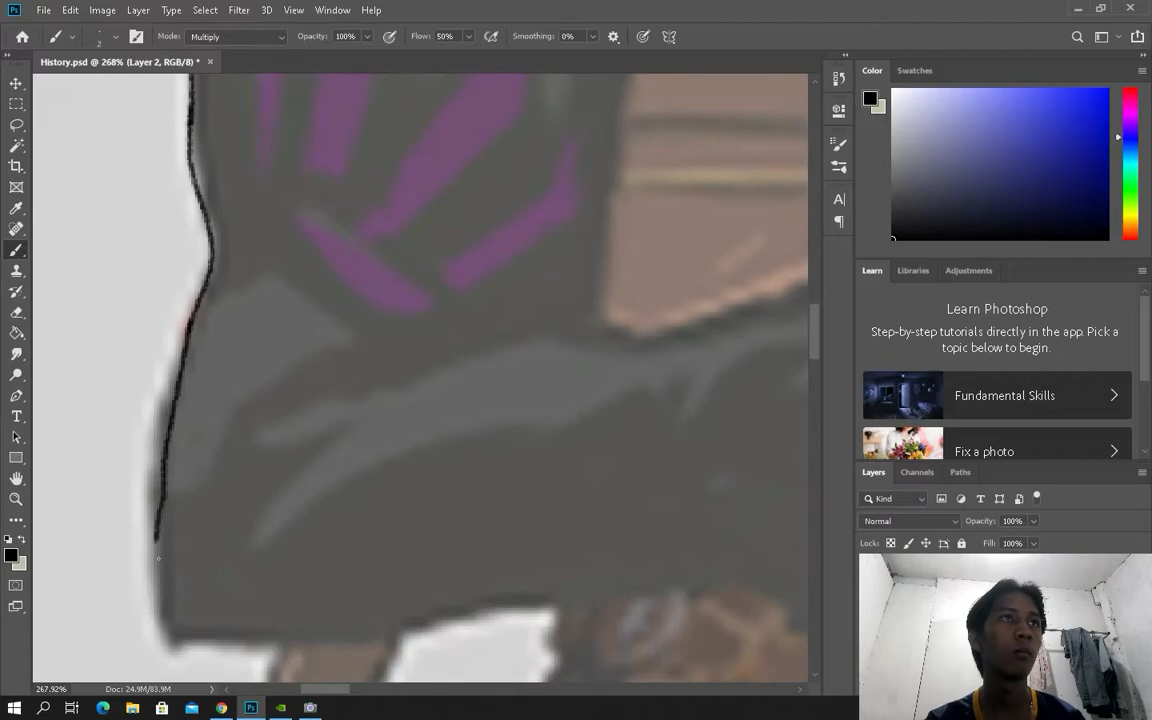 Ps File Edit Image Layer Type Select Filter 3D View Window Help
2 Mode: Multiply Opacity: 100% Flow: 50% Smoothing: 0%
History.psd @ 268% (Layer 2, RGB/8) * ×
Color Swatches
Learn Libraries Adjustments
Learn Photoshop
Step-by-step tutorials directly in the app. Pick a
topic below to begin.
Fundamental Skills
Fix a photo
Layers Channels Paths
Kind
Normal Opacity: 100%
Lock: Fill: 100%
267.92% Doc: 24.9M/83.9M
Ps